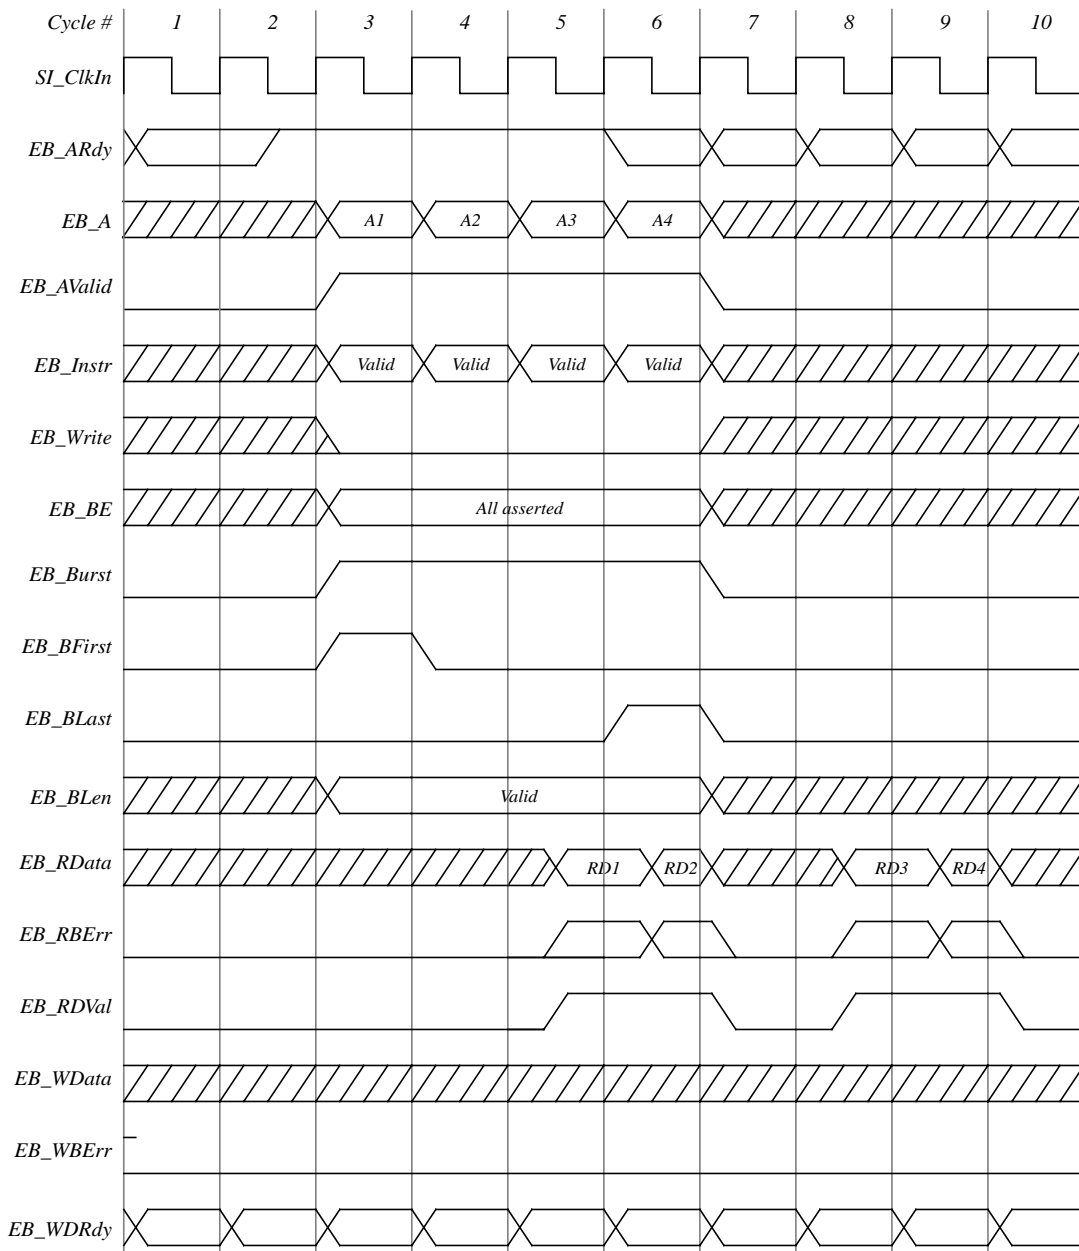 Cycle # 1 2 3 4 5 6 7 8 9 10
SI_ClkIn
EB_ARdy
EB_A A1 A2 A3 A4
EB_AValid
EB_Instr Valid Valid Valid Valid
EB_Write
EB_BE All asserted
EB_Burst
EB_BFirst
EB_BLast
EB_BLen Valid
EB_RData RD1 RD2 RD3 RD4
EB_RBErr
EB_RDVal
EB_WData
EB_WBErr
EB_WDRdy